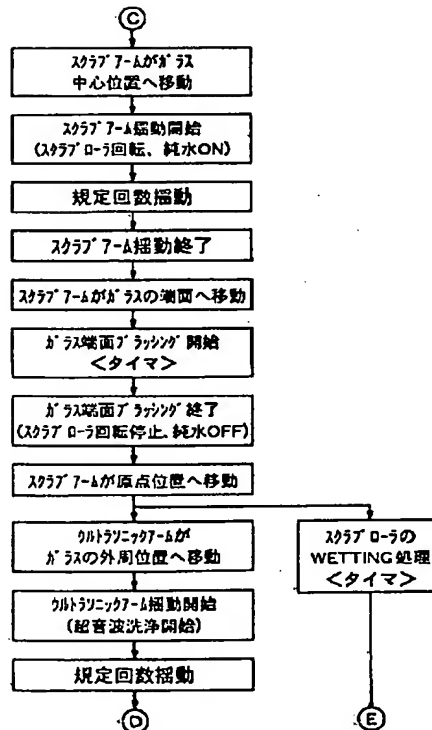 C
スクラブアームがガラス
中心位置へ移動
スクラブアーム揺動開始
(スクラブローラ回転、純水ON)
規定回数揺動
スクラブアーム揺動終了
スクラブアームがガラスの端面へ移動
ガラス端面ブラッシング開始
<タイマ>
ガラス端面ブラッシング終了
(スクラブローラ回転停止、純水OFF)
スクラブアームが原点位置へ移動
ウルトラソニックアームが
ガラスの外周位置へ移動
スクラブローラの
WETTING処理
<タイマ>
ウルトラソニックアーム揺動開始
(超音波洗浄開始)
規定回数揺動
D
E